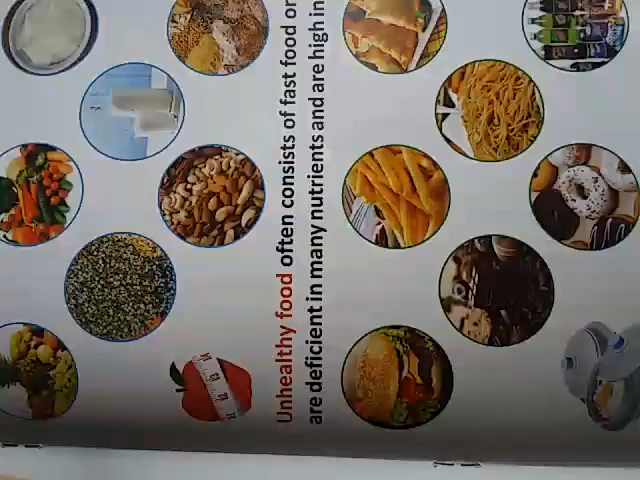 Unhealthy food often consists of fast food or
are deficient in many nutrients and are high in